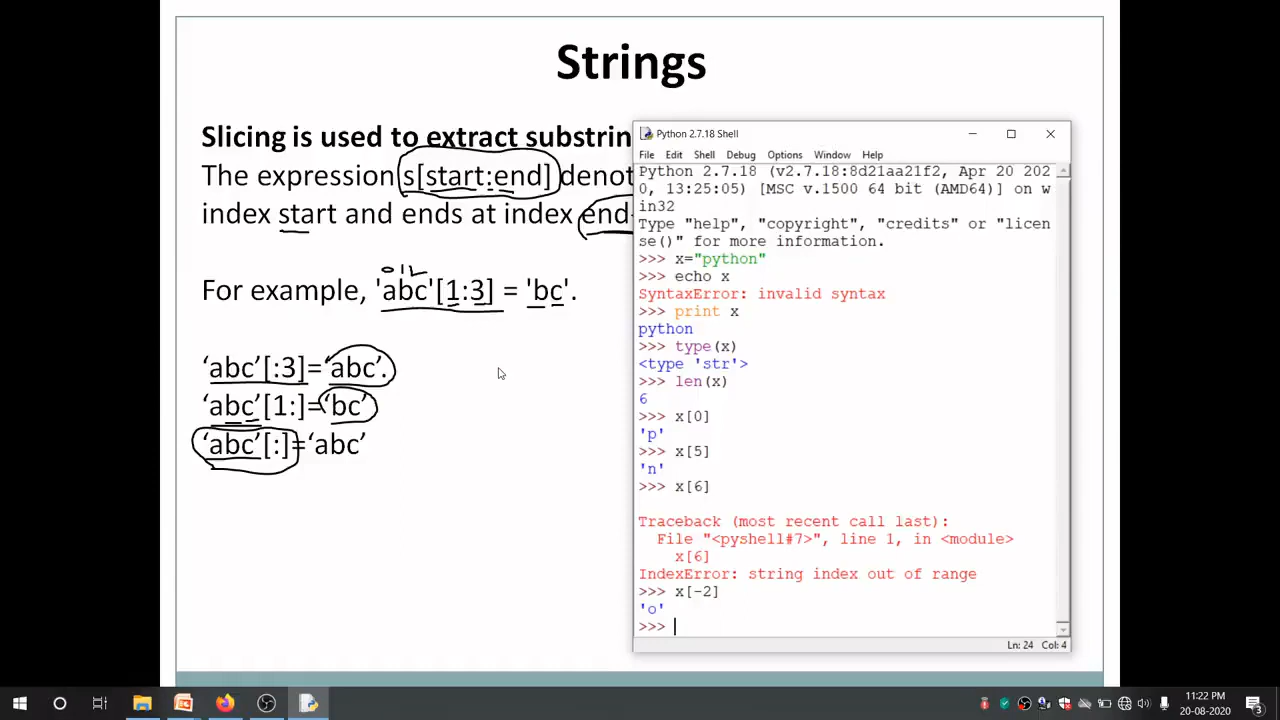 Strings
Slicing is used to extract substrin
The expression s[start:end] denot
index start and ends at index end-
0 1 2
For example, 'abc'[1:3] = 'bc'.
‘abc’[:3]=‘abc’.
‘abc’[1:]=‘bc’
‘abc’[:]=‘abc’
Python 2.7.18 Shell
File Edit Shell Debug Options Window Help
Python 2.7.18 (v2.7.18:8d21aa21f2, Apr 20 202
0, 13:25:05) [MSC v.1500 64 bit (AMD64)] on w
in32
Type "help", "copyright", "credits" or "licen
se()" for more information.
>>> x="python"
>>> echo x
SyntaxError: invalid syntax
>>> print x
python
>>> type(x)
<type 'str'>
>>> len(x)
6
>>> x[0]
'p'
>>> x[5]
'n'
>>> x[6]
Traceback (most recent call last):
File "<pyshell#7>", line 1, in <module>
x[6]
IndexError: string index out of range
>>> x[-2]
'o'
>>>
Ln: 24 Col: 4
11:22 PM
20-08-2020
3